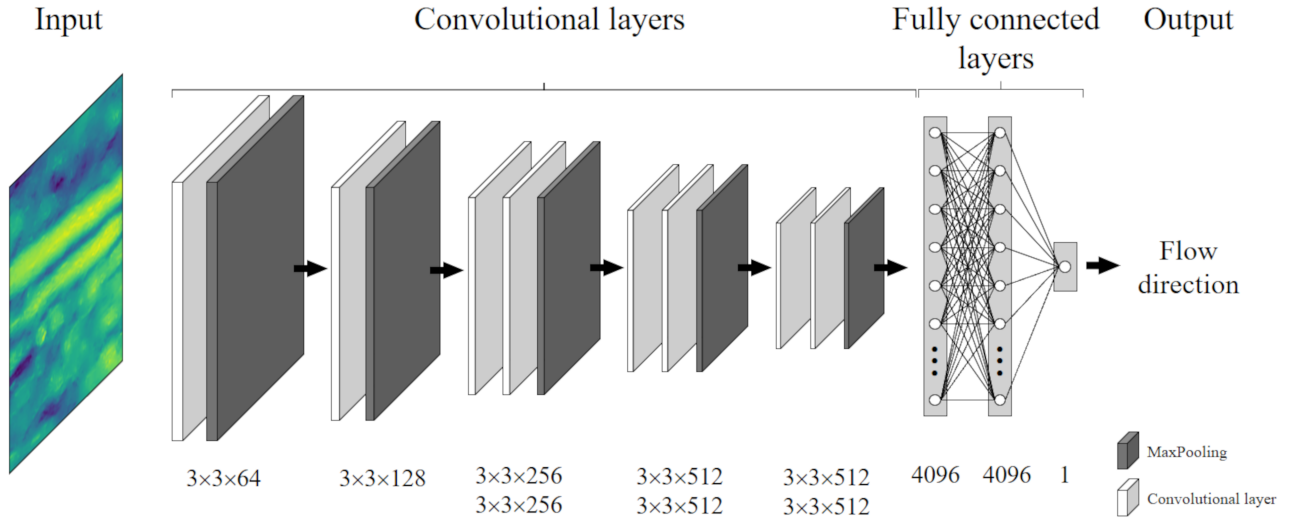 Input
Convolutional layers
Fully connected
layers
Output
Flow
direction
3×3×64
3×3×128
3×3×256
3×3×256
3×3×512
3×3×512
3×3×512
3×3×512
4096
4096
1
MaxPooling
Convolutional layer